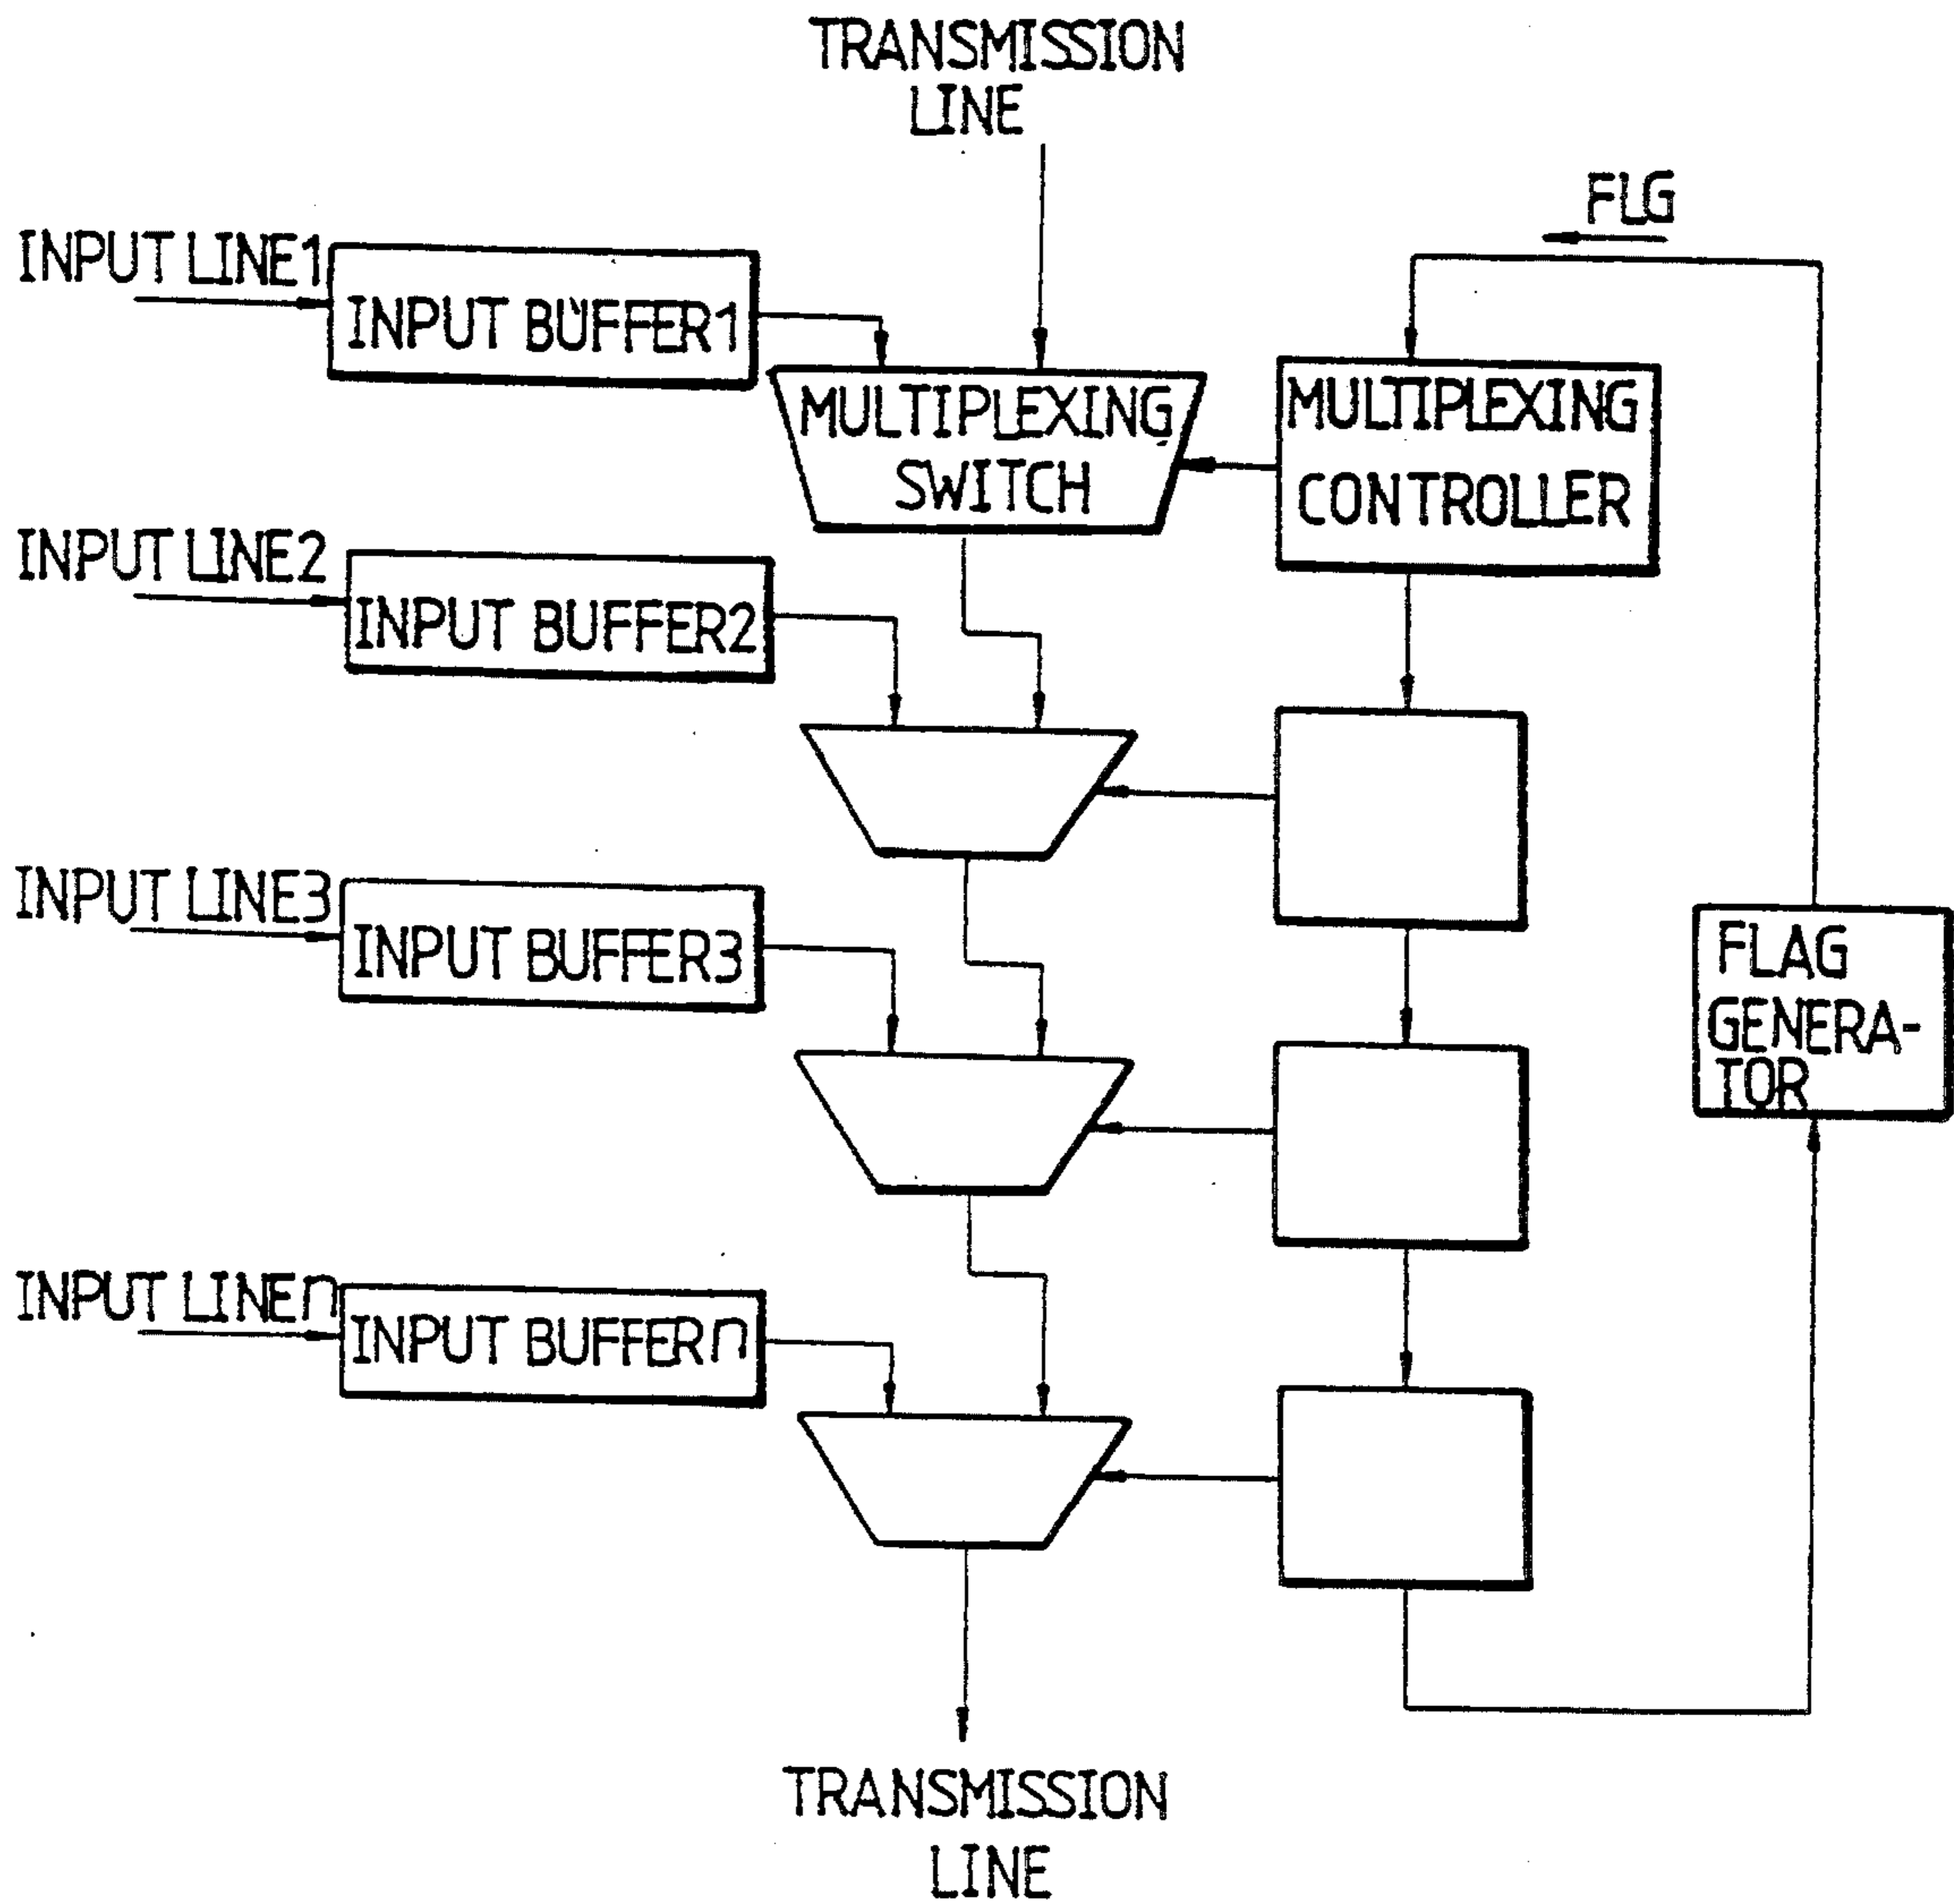 TRANSMISSION
LINE
FLG
INPUT LINE1
INPUT BUFFER1
MULTIPLEXING
SWITCH
MULTIPLEXING
CONTROLLER
INPUT LINE2
INPUT BUFFER2
INPUT LINE3
INPUT BUFFER3
FLAG
GENERA-
TOR
INPUT LINEn
INPUT BUFFERn
TRANSMISSION
LINE